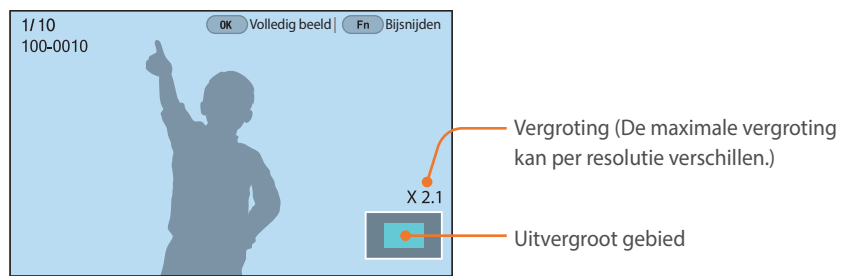 1/10 OK Volledig beeld | Fn Bijsnijden
100-0010
Vergroting (De maximale vergroting
kan per resolutie verschillen.)
X 2.1
Uitvergroot gebied